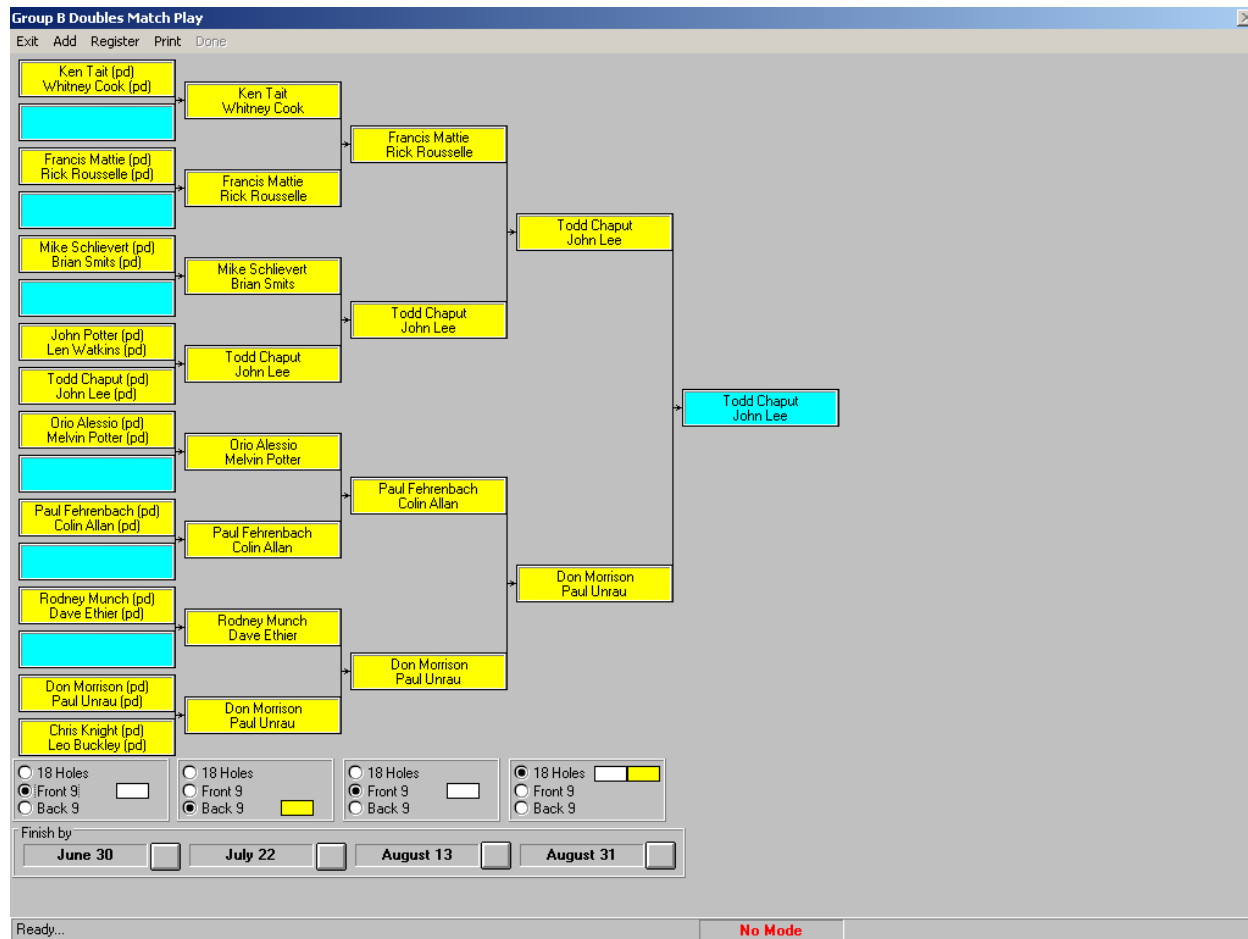 Group B Doubles Match Play
Exit Add Register Print Done
Ken Tait (pd)
Whitney Cook (pd)
Francis Mattie (pd)
Rick Rousselle (pd)
Mike Schlievert (pd)
Brian Smits (pd)
John Potter (pd)
Len Watkins (pd)
Todd Chaput (pd)
John Lee (pd)
Orio Alessio (pd)
Melvin Potter (pd)
Paul Fehrenbach (pd)
Colin Allan (pd)
Rodney Munch (pd)
Dave Ethier (pd)
Don Morrison (pd)
Paul Unrau (pd)
Chris Knight (pd)
Leo Buckley (pd)
Ken Tait
Whitney Cook
Francis Mattie
Rick Rousselle
Mike Schlievert
Brian Smits
Todd Chaput
John Lee
Orio Alessio
Melvin Potter
Paul Fehrenbach
Colin Allan
Rodney Munch
Dave Ethier
Don Morrison
Paul Unrau
Francis Mattie
Rick Rousselle
Todd Chaput
John Lee
Paul Fehrenbach
Colin Allan
Don Morrison
Paul Unrau
Todd Chaput
John Lee
Don Morrison
Paul Unrau
Todd Chaput
John Lee
18 Holes
Front 9
Back 9
18 Holes
Front 9
Back 9
18 Holes
Front 9
Back 9
18 Holes
Front 9
Back 9
Finish by
June 30
July 22
August 13
August 31
Ready...
No Mode